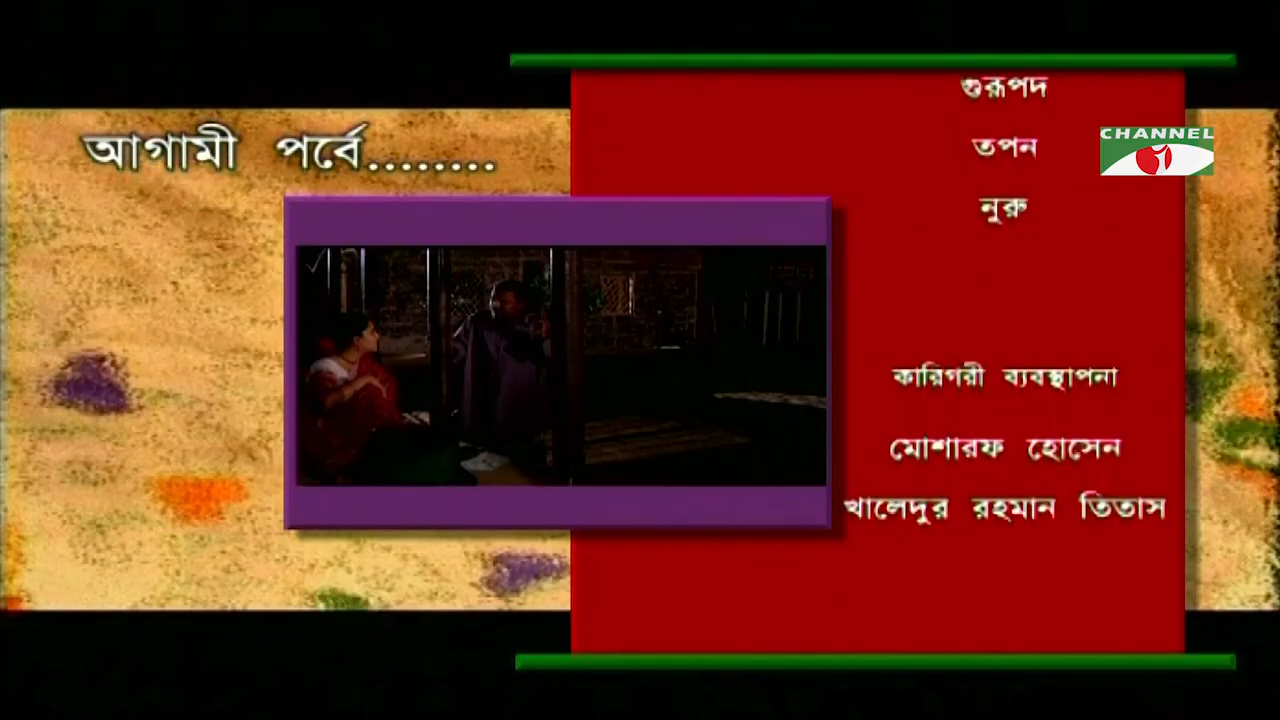 আগামী পর্বে........
গুরূপদ
তপন
নুরু
কারিগরী ব্যবস্থাপনা
মোশারফ হোসেন
খালেদুর রহমান তিতাস
CHANNEL
i